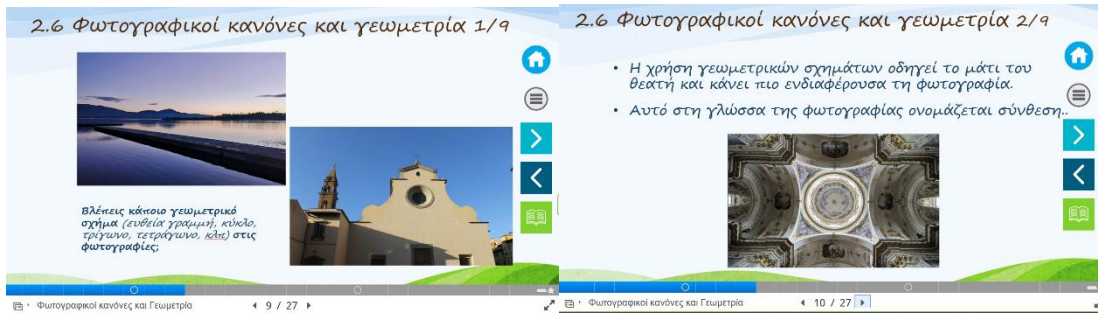 2.6 Φωτογραφικοί κανόνες και γεωμετρία 1/9
Βλέπεις κάποιο γεωμετρικό
σχήμα (ευθεία γραμμή, κύκλο,
τρίγωνο, τετράγωνο, κλπ) στις
φωτογραφίες;
Φωτογραφικοί κανόνες και Γεωμετρία
9 / 27
2.6 Φωτογραφικοί κανόνες και γεωμετρία 2/9
• Η χρήση γεωμετρικών σχημάτων οδηγεί το μάτι του
θεατή και κάνει πιο ενδιαφέρουσα τη φωτογραφία.
• Αυτό στη γλώσσα της φωτογραφίας ονομάζεται σύνθεση..
Φωτογραφικοί κανόνες και Γεωμετρία
10 / 27